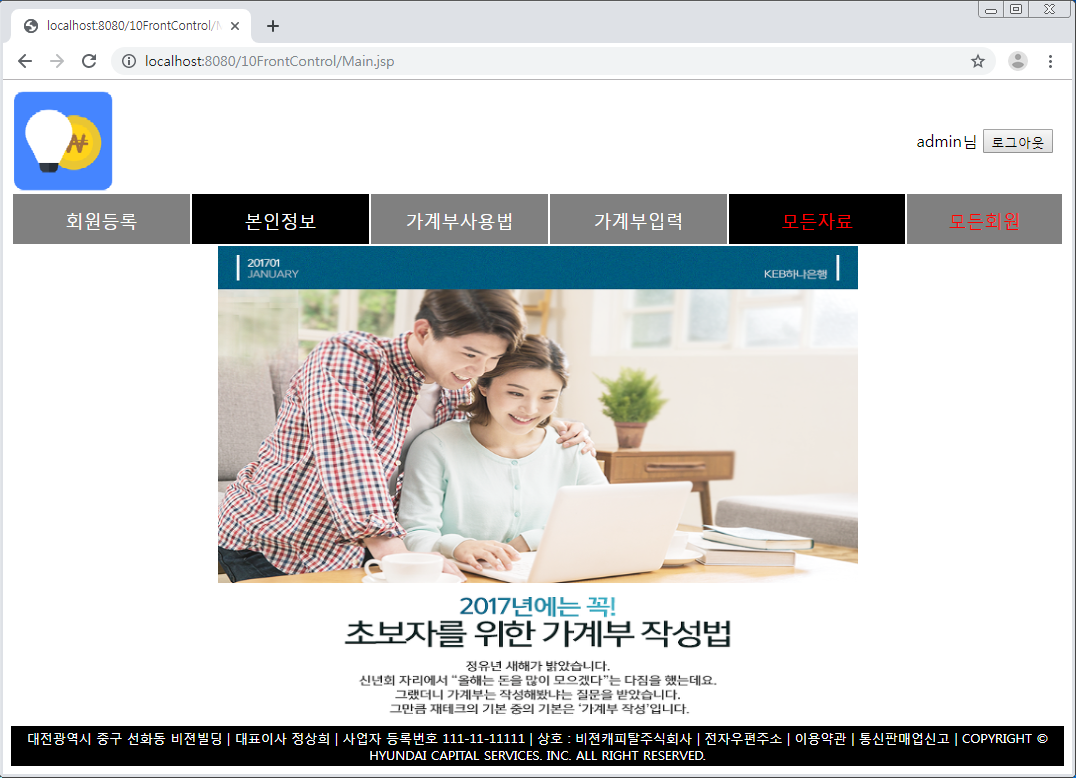 localhost:8080/10FrontControl/M
localhost:8080/10FrontControl/Main.jsp
admin님 로그아웃
회원등록 본인정보 가계부사용법 가계부입력 모든자료 모든회원
201701
JANUARY
KEB하나은행
2017년에는 꼭!
초보자를 위한 가계부 작성법
정유년 새해가 밝았습니다.
신년회 자리에서 “올해는 돈을 많이 모으겠다”는 다짐을 했는데요.
그랬더니 가계부는 작성해봤냐는 질문을 받았습니다.
그만큼 재테크의 기본 중의 기본은 ‘가계부 작성’입니다.
대전광역시 중구 선화동 비젼빌딩 | 대표이사 정상희 | 사업자 등록번호 111-11-11111 | 상호 : 비젼캐피탈주식회사 | 전자우편주소 | 이용약관 | 통신판매업신고 | COPYRIGHT ©
HYUNDAI CAPITAL SERVICES. INC. ALL RIGHT RESERVED.